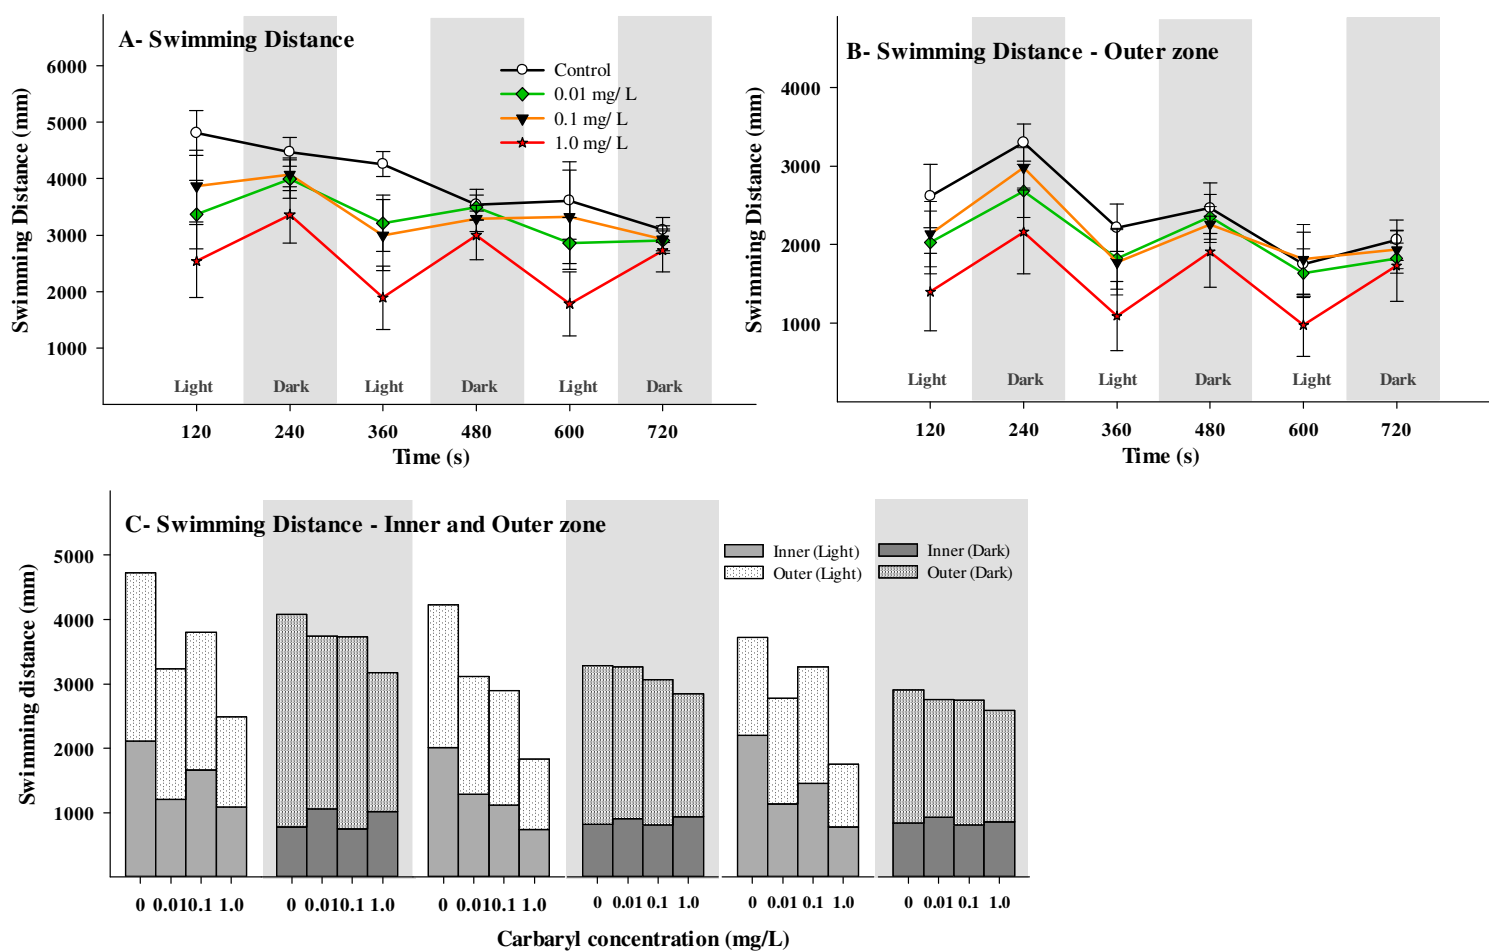 A- Swimming Distance
Control
0.01 mg/ L
0.1 mg/ L
1.0 mg/ L
Swimming Distance (mm)
6000
5000
4000
3000
2000
1000
Light Dark Light Dark Light Dark
120 240 360 480 600 720
Time (s)
B- Swimming Distance - Outer zone
Swimming Distance (mm)
4000
3000
2000
1000
Light Dark Light Dark Light Dark
120 240 360 480 600 720
Time (s)
C- Swimming Distance - Inner and Outer zone
Inner (Light) Inner (Dark)
Outer (Light) Outer (Dark)
Swimming distance (mm)
5000
4000
3000
2000
1000
0 0.01 0.1 1.0 0 0.01 0.1 1.0 0 0.01 0.1 1.0 0 0.01 0.1 1.0 0 0.01 0.1 1.0 0 0.01 0.1 1.0
Carbaryl concentration (mg/L)